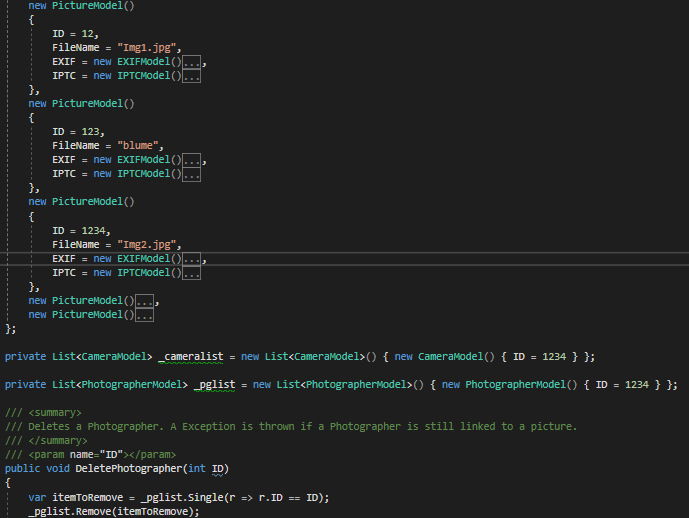 new PictureModel()
{
ID = 12,
FileName = "Img1.jpg",
EXIF = new EXIFModel()...,
IPTC = new IPTCModel()...
},
new PictureModel()
{
ID = 123,
FileName = "blume",
EXIF = new EXIFModel()...,
IPTC = new IPTCModel()...
},
new PictureModel()
{
ID = 1234,
FileName = "Img2.jpg",
EXIF = new EXIFModel()...,
IPTC = new IPTCModel()...
},
new PictureModel()...,
new PictureModel()...
};
private List<CameraModel> _cameralist = new List<CameraModel>() { new CameraModel() { ID = 1234 } };
private List<PhotographerModel> _pglist = new List<PhotographerModel>() { new PhotographerModel() { ID = 1234 } };
/// <summary>
/// Deletes a Photographer. A Exception is thrown if a Photographer is still linked to a picture.
/// </summary>
/// <param name="ID"></param>
public void DeletePhotographer(int ID)
{
var itemToRemove = _pglist.Single(r => r.ID == ID);
_pglist.Remove(itemToRemove);